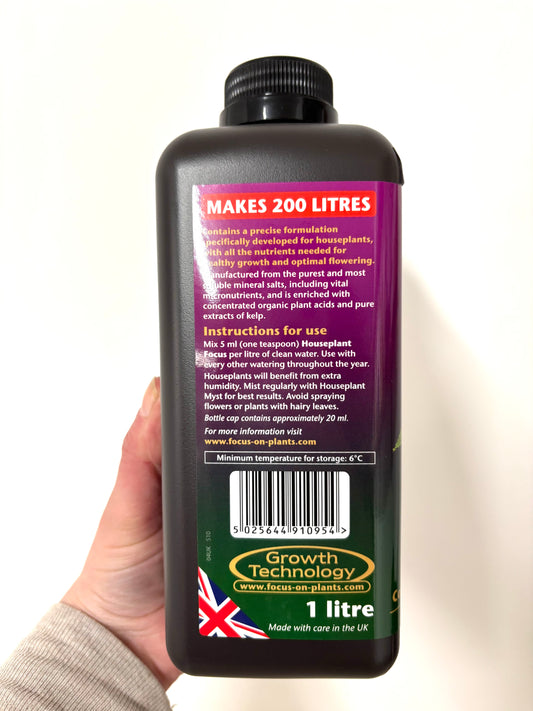 MAKES 200 LITRES
Contains a precise formulation
specifically developed for houseplants,
with all the nutrients needed for
healthy growth and optimal flowering.
Manufactured from the purest and most
soluble mineral salts, including vital
micronutrients, and is enriched with
concentrated organic plant acids and pure
extracts of kelp.
Instructions for use
Mix 5 ml (one teaspoon) Houseplant
Focus per litre of clean water. Use with
every other watering throughout the year.
Houseplants will benefit from extra
humidity. Mist regularly with Houseplant
Myst for best results. Avoid spraying
flowers or plants with hairy leaves.
Bottle cap contains approximately 20 ml.
For more information visit
www.focus-on-plants.com
Minimum temperature for storage: 6°C
5 025644 910954 >
04UK 510
Growth
Technology
www.focus-on-plants.com
1 litre
Made with care in the UK